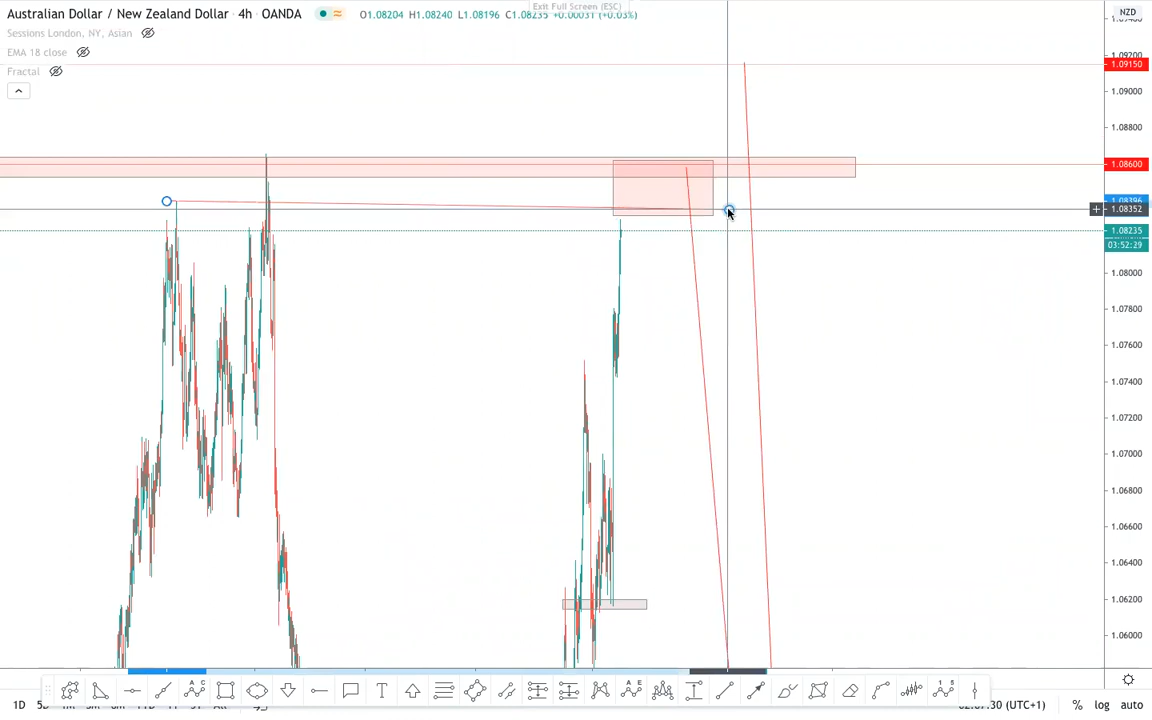 Exit Full Screen (ESC)
Australian Dollar / New Zealand Dollar · 4h · OANDA
O1.08204 H1.08240 L1.08196 C1.08235 +0.00031 (+0.03%)
NZD
Sessions London, NY, Asian
EMA 18 close
Fractal
1.09200
1.09150
1.09000
1.08800
1.08600
1.08396
1.08352
1.08235
03:52:29
1.08000
1.07800
1.07600
1.07400
1.07200
1.07000
1.06800
1.06600
1.06400
1.06200
1.06000
1D
(UTC+1)
% log auto